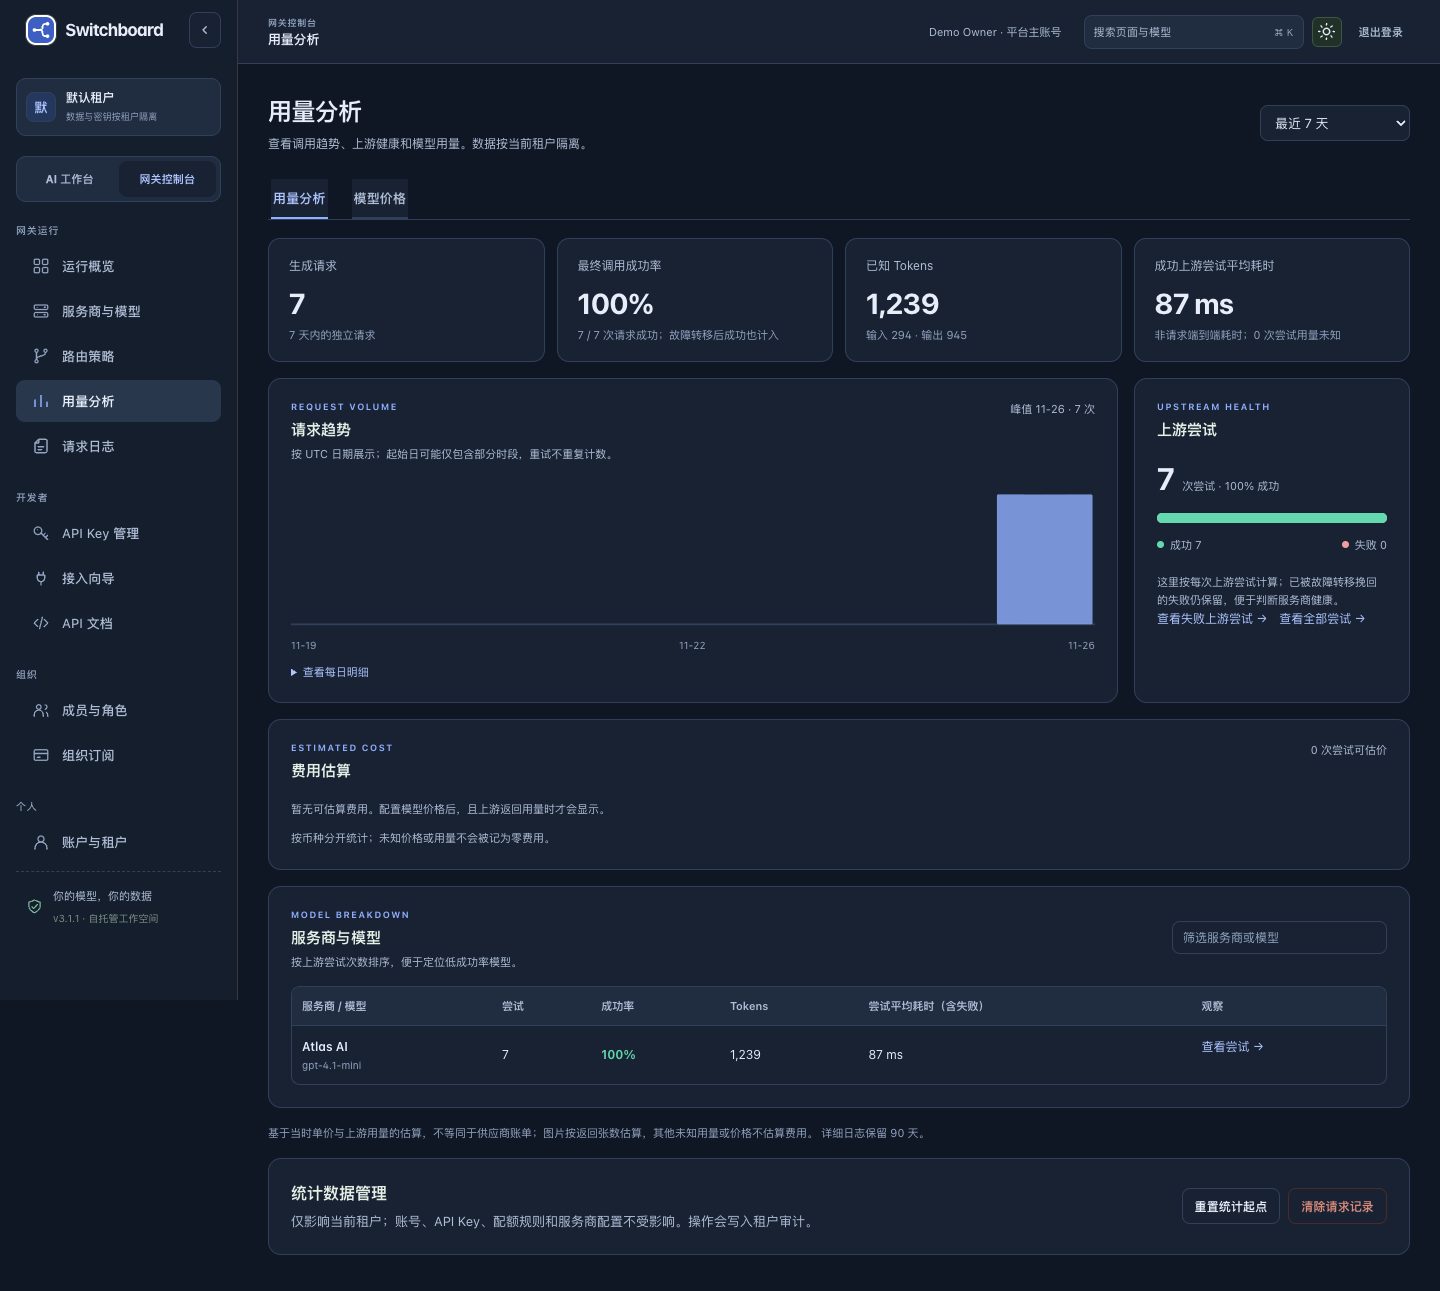 Switchboard
默认租户
默
数据与密钥按租户隔离
AI 工作台
网关控制台
网关运行
运行概览
服务商与模型
路由策略
用量分析
请求日志
开发者
API Key 管理
接入向导
API 文档
组织
成员与角色
组织订阅
个人
账户与租户
你的模型，你的数据
v3.1.1 · 自托管工作空间
网关控制台
用量分析
Demo Owner · 平台主账号
搜索页面与模型
⌘ K
退出登录
用量分析
查看调用趋势、上游健康和模型用量。数据按当前租户隔离。
最近 7 天
用量分析
模型价格
生成请求
7
7 天内的独立请求
最终调用成功率
100%
7 / 7 次请求成功；故障转移后成功也计入
已知 Tokens
1,239
输入 294 · 输出 945
成功上游尝试平均耗时
87 ms
非请求端到端耗时；0 次尝试用量未知
REQUEST VOLUME
请求趋势
按 UTC 日期展示；起始日可能仅包含部分时段，重试不重复计数。
峰值 11-26 · 7 次
11-19
11-22
11-26
查看每日明细
UPSTREAM HEALTH
上游尝试
7 次尝试 · 100% 成功
成功 7
失败 0
这里按每次上游尝试计算；已被故障转移挽回
的失败仍保留，便于判断服务商健康。
查看失败上游尝试 →
查看全部尝试 →
ESTIMATED COST
费用估算
0 次尝试可估价
暂无可估算费用。配置模型价格后，且上游返回用量时才会显示。
按币种分开统计；未知价格或用量不会被记为零费用。
MODEL BREAKDOWN
服务商与模型
按上游尝试次数排序，便于定位低成功率模型。
筛选服务商或模型
服务商 / 模型
尝试
成功率
Tokens
尝试平均耗时（含失败）
观察
Atlas AI
gpt-4.1-mini
7
100%
1,239
87 ms
查看尝试 →
基于当时单价与上游用量的估算，不等同于供应商账单；图片按返回张数估算，其他未知用量或价格不估算费用。 详细日志保留 90 天。
统计数据管理
仅影响当前租户；账号、API Key、配额规则和服务商配置不受影响。操作会写入租户审计。
重置统计起点
清除请求记录